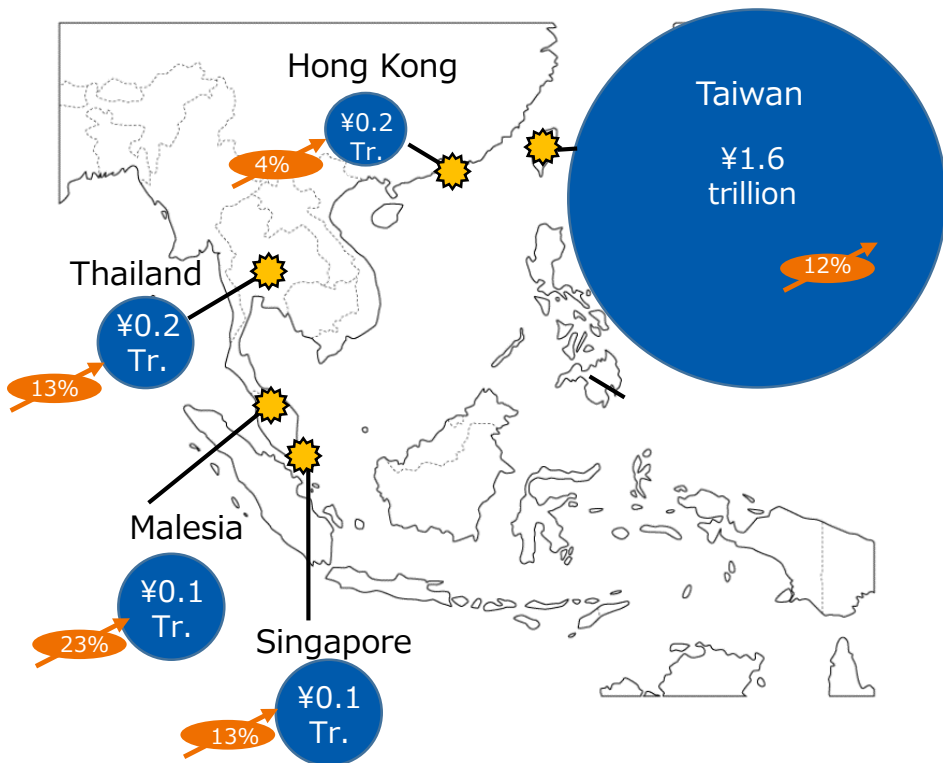 Hong Kong
¥0.2
Tr.
4%
Taiwan
¥1.6
trillion
12%
Thailand
¥0.2
Tr.
13%
Malesia
¥0.1
Tr.
23%
Singapore
¥0.1
Tr.
13%